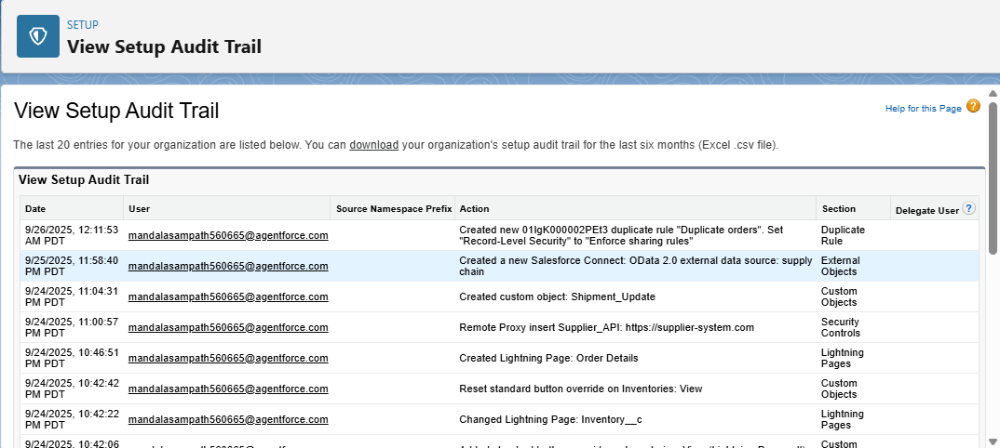 SETUP
View Setup Audit Trail
View Setup Audit Trail
Help for this Page ?
The last 20 entries for your organization are listed below. You can download your organization's setup audit trail for the last six months (Excel .csv file).
View Setup Audit Trail
Date User Source Namespace Prefix Action Section Delegate User ?
9/26/2025, 12:11:53 AM PDT mandalasampath560665@agentforce.com Created new 01IgK000002PEt3 duplicate rule "Duplicate orders". Set "Record-Level Security" to "Enforce sharing rules" Duplicate Rule
9/25/2025, 11:58:40 PM PDT mandalasampath560665@agentforce.com Created a new Salesforce Connect: OData 2.0 external data source: supply chain External Objects
9/24/2025, 11:04:31 PM PDT mandalasampath560665@agentforce.com Created custom object: Shipment_Update Custom Objects
9/24/2025, 11:00:57 PM PDT mandalasampath560665@agentforce.com Remote Proxy insert Supplier_API: https://supplier-system.com Security Controls
9/24/2025, 10:46:51 PM PDT mandalasampath560665@agentforce.com Created Lightning Page: Order Details Lightning Pages
9/24/2025, 10:42:42 PM PDT mandalasampath560665@agentforce.com Reset standard button override on Inventories: View Custom Objects
9/24/2025, 10:42:22 PM PDT mandalasampath560665@agentforce.com Changed Lightning Page: Inventory__c Lightning Pages
9/24/2025, 10:42:06 Custom